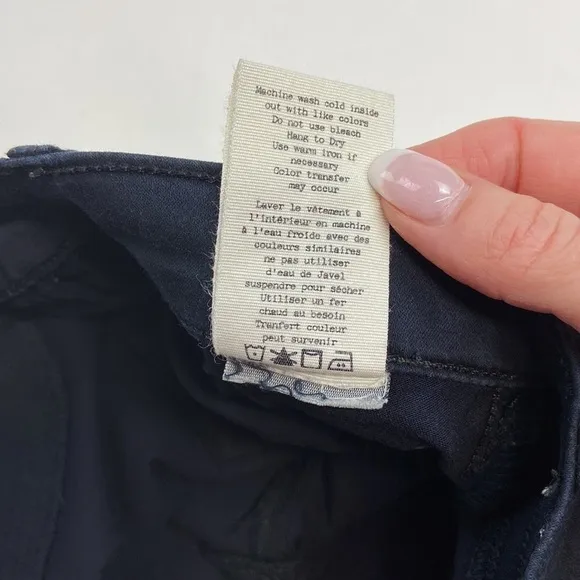 Machine wash cold inside
out with like colors
Do not use bleach
Hang to Dry
Use warm iron if
necessary
Color transfer
may occur
Laver le vêtement à
l'intérieur en machine
à l'eau froide avec des
couleurs similaires
ne pas utiliser
d'eau de Javel
suspendre pour sécher
Utiliser un fer
chaud au besoin
Tranfert couleur
peut survenir